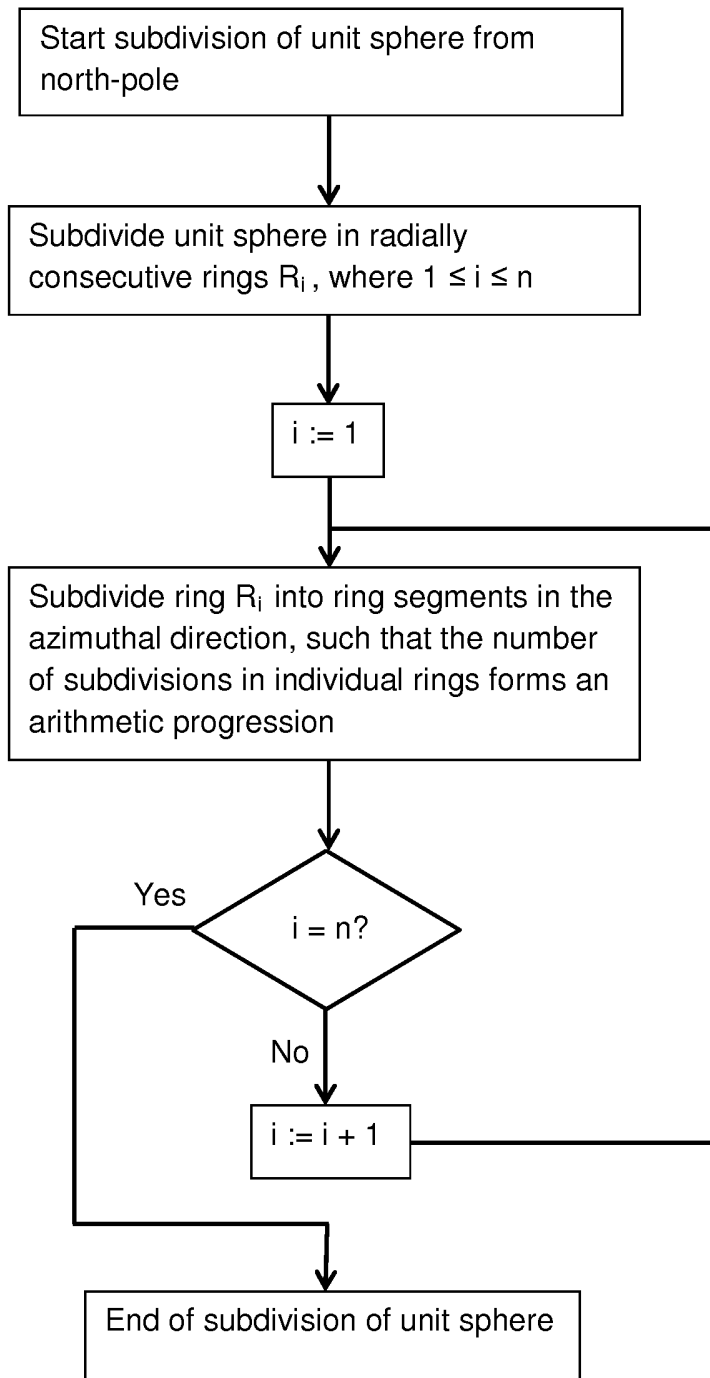 Start subdivision of unit sphere from
north-pole
Subdivide unit sphere in radially
consecutive rings Rᵢ , where 1 ≤ i ≤ n
i := 1
Subdivide ring Rᵢ into ring segments in the
azimuthal direction, such that the number
of subdivisions in individual rings forms an
arithmetic progression
Yes
i = n?
No
i := i + 1
End of subdivision of unit sphere